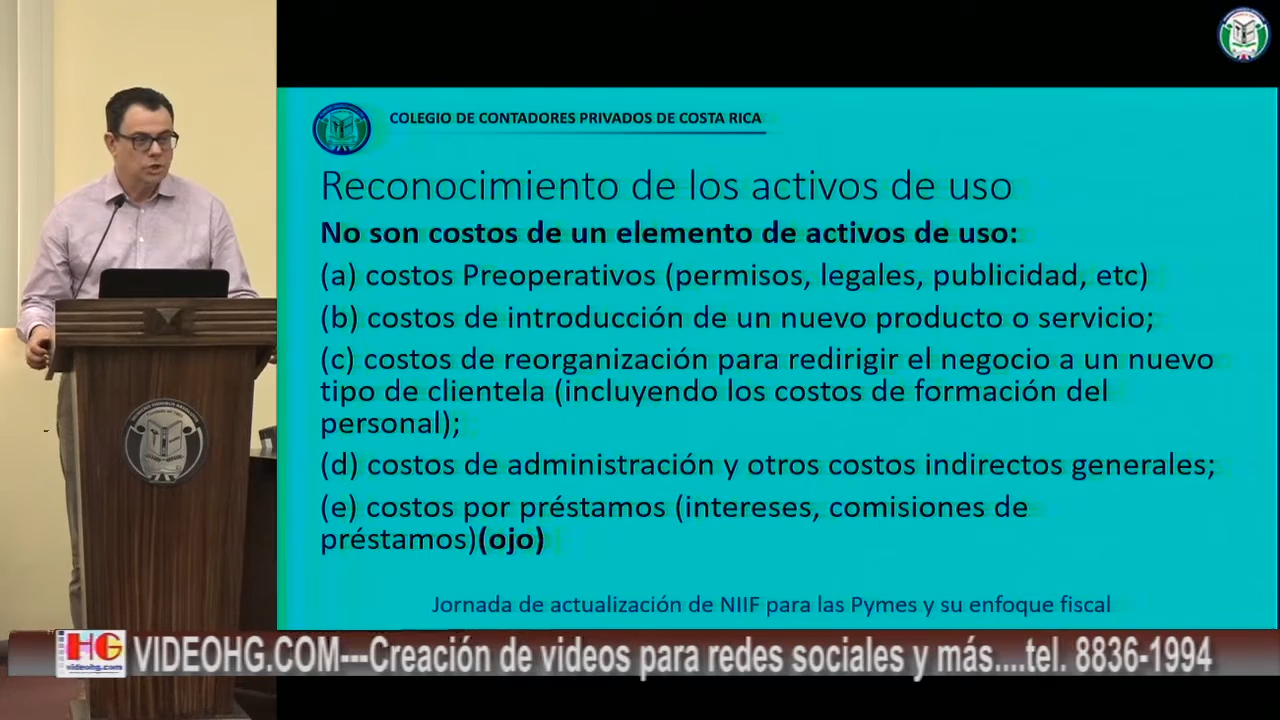 COLEGIO DE CONTADORES PRIVADOS DE COSTA RICA
Reconocimiento de los activos de uso
No son costos de un elemento de activos de uso:
(a) costos Preoperativos (permisos, legales, publicidad, etc)
(b) costos de introducción de un nuevo producto o servicio;
(c) costos de reorganización para redirigir el negocio a un nuevo
tipo de clientela (incluyendo los costos de formación del
personal);
(d) costos de administración y otros costos indirectos generales;
(e) costos por préstamos (intereses, comisiones de
préstamos)(ojo)
Jornada de actualización de NIIF para las Pymes y su enfoque fiscal
HG
videohg.com
VIDEOHG.COM---Creación de videos para redes sociales y más....tel. 8836-1994